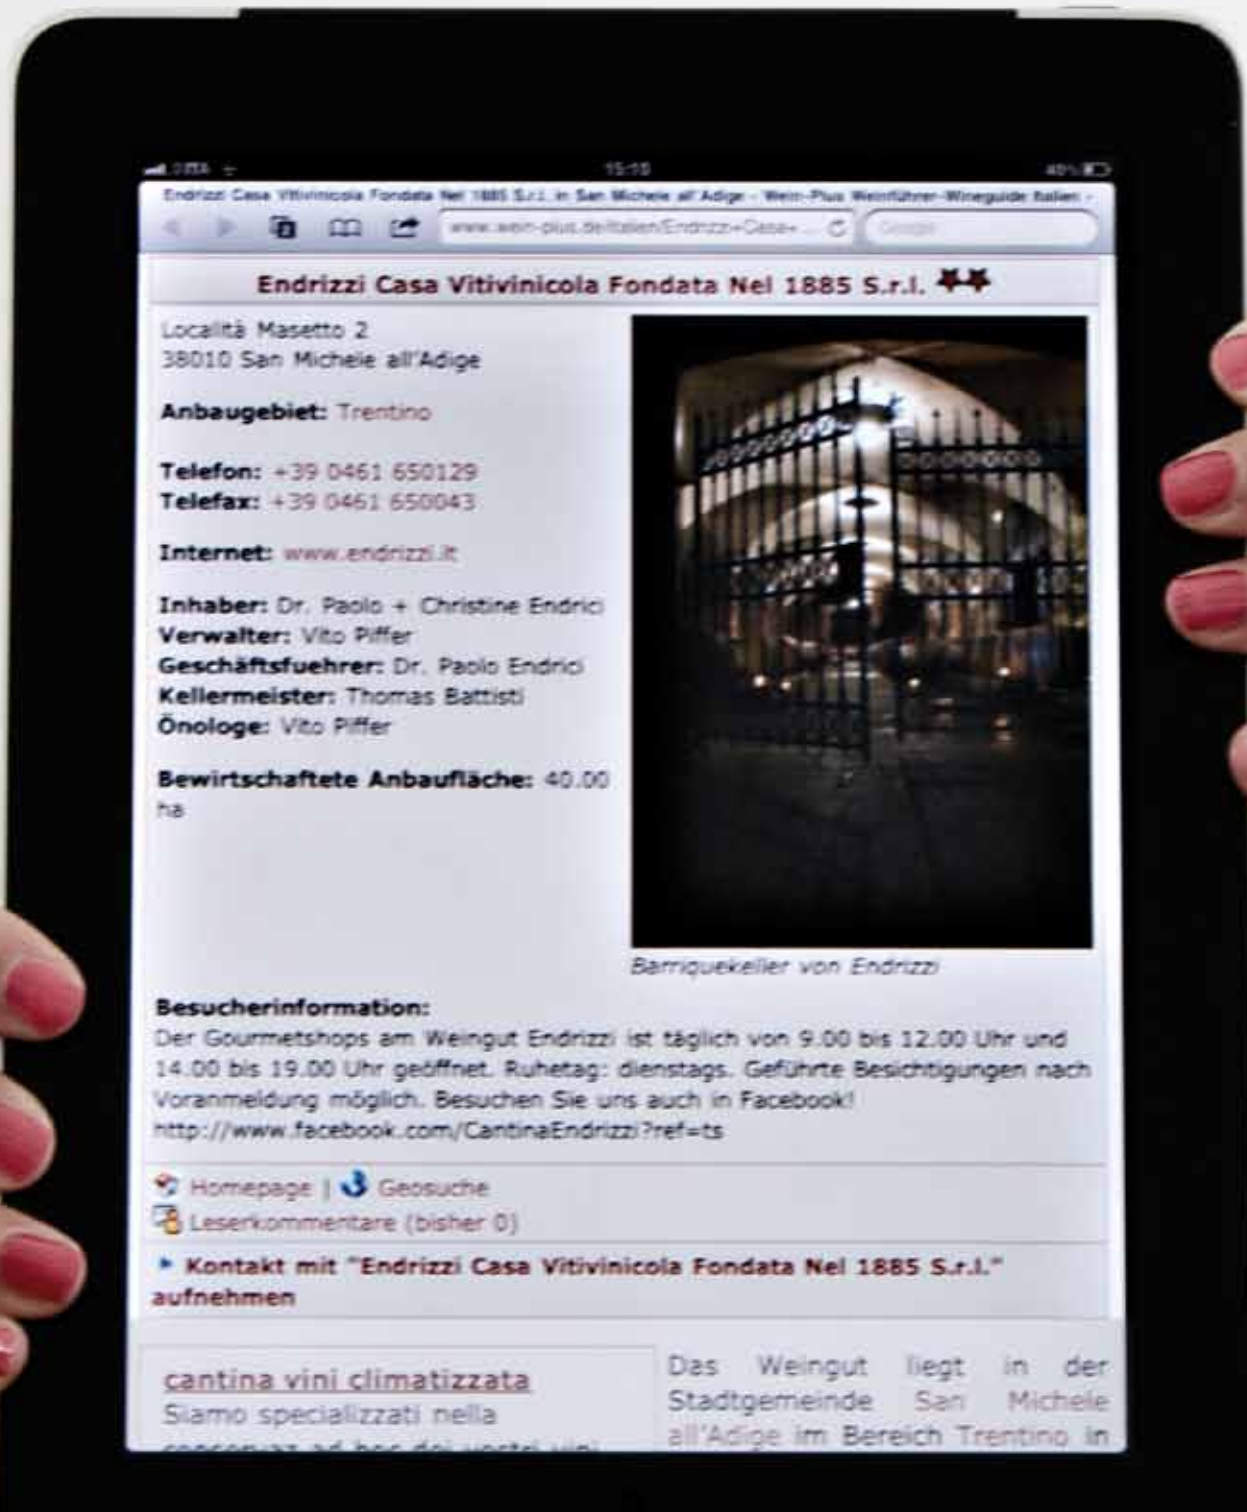 15:15
Endrizzi Casa Vitivinicola Fondata Nel 1885 S.r.l. in San Michele all'Adige - Wein-Plus Weinführer-Wineguide Italien -
www.wein-plus.de/italien/Endrizzi+Casa+... Google
Endrizzi Casa Vitivinicola Fondata Nel 1885 S.r.l.
Località Masetto 2
38010 San Michele all'Adige
Anbaugebiet: Trentino
Telefon: +39 0461 650129
Telefax: +39 0461 650043
Internet: www.endrizzi.it
Inhaber: Dr. Paolo + Christine Endrici
Verwalter: Vito Piffer
Geschäftsfuehrer: Dr. Paolo Endrici
Kellermeister: Thomas Battisti
Önologe: Vito Piffer
Bewirtschaftete Anbaufläche: 40.00
ha
Barriquekeller von Endrizzi
Besucherinformation:
Der Gourmetshops am Weingut Endrizzi ist täglich von 9.00 bis 12.00 Uhr und
14.00 bis 19.00 Uhr geöffnet. Ruhetag: dienstags. Geführte Besichtigungen nach
Voranmeldung möglich. Besuchen Sie uns auch in Facebook!
http://www.facebook.com/CantinaEndrizzi?ref=ts
Homepage | Geosuche
Leserkommentare (bisher 0)
Kontakt mit "Endrizzi Casa Vitivinicola Fondata Nel 1885 S.r.l."
aufnehmen
cantina vini climatizzata
Siamo specializzati nella
Das Weingut liegt in der
Stadtgemeinde San Michele
all'Adige im Bereich Trentino in